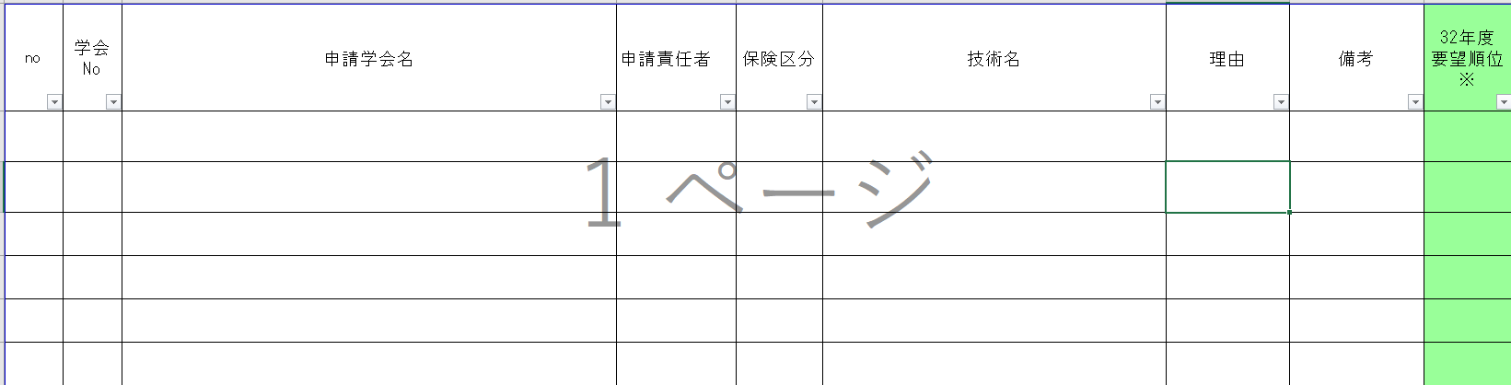 no
学会
No
申請学会名
申請責任者
保険区分
技術名
理由
備考
32年度
要望順位
※
1 ページ